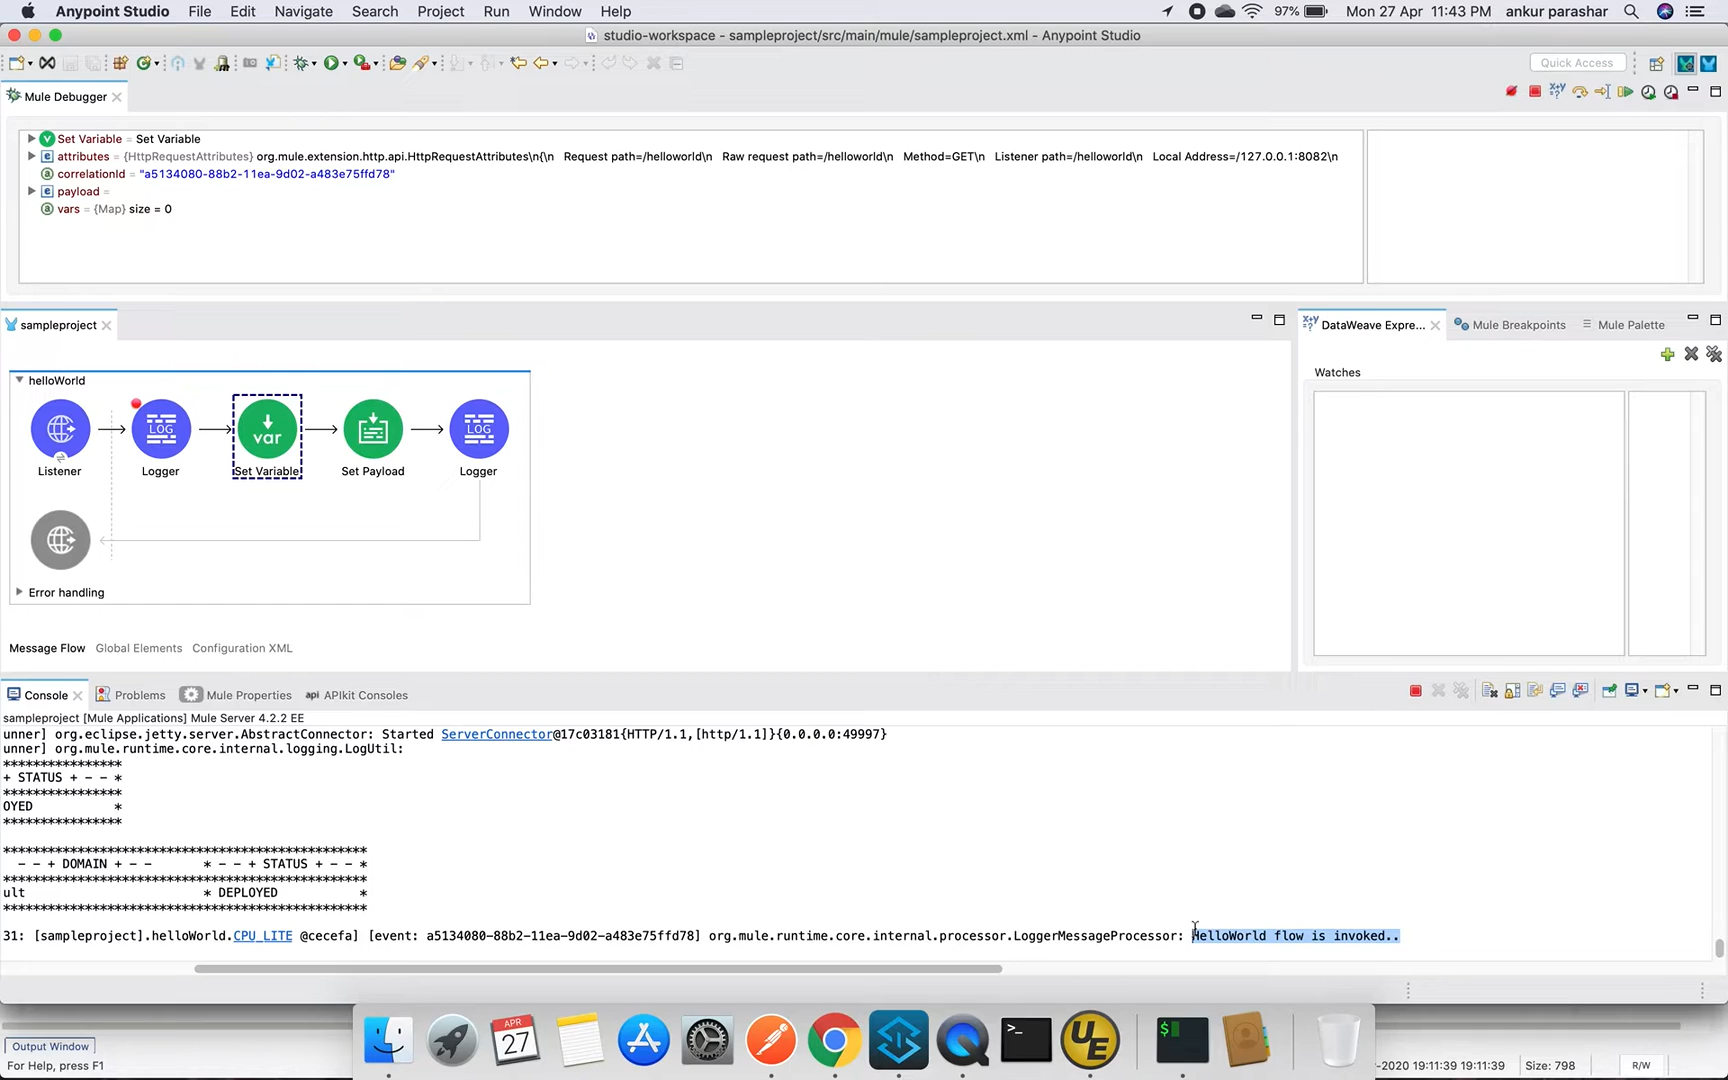 Anypoint Studio File Edit Navigate Search Project Run Window Help 97% Mon 27 Apr 11:43 PM ankur parashar
studio-workspace - sampleproject/src/main/mule/sampleproject.xml - Anypoint Studio
Quick Access
Mule Debugger
Set Variable = Set Variable
attributes = {HttpRequestAttributes} org.mule.extension.http.api.HttpRequestAttributes\n{\n Request path=/helloworld\n Raw request path=/helloworld\n Method=GET\n Listener path=/helloworld\n Local Address=/127.0.0.1:8082\n
correlationId = "a5134080-88b2-11ea-9d02-a483e75ffd78"
payload =
vars = {Map} size = 0
sampleproject
DataWeave Expre... Mule Breakpoints Mule Palette
Watches
helloWorld
LOG var LOG
Listener Logger Set Variable Set Payload Logger
Error handling
Message Flow Global Elements Configuration XML
Console Problems Mule Properties api APIkit Consoles
sampleproject [Mule Applications] Mule Server 4.2.2 EE
unner] org.eclipse.jetty.server.AbstractConnector: Started ServerConnector@17c03181{HTTP/1.1,[http/1.1]}{0.0.0.0:49997}
unner] org.mule.runtime.core.internal.logging.LogUtil:
****************
+ STATUS + - - *
****************
OYED *
****************
*************************************************
- - + DOMAIN + - - * - - + STATUS + - - *
*************************************************
ult * DEPLOYED *
*************************************************
31: [sampleproject].helloWorld.CPU_LITE @cecefa] [event: a5134080-88b2-11ea-9d02-a483e75ffd78] org.mule.runtime.core.internal.processor.LoggerMessageProcessor: HelloWorld flow is invoked..
APR
27
>_
UE
$
Output Window
For Help, press F1
-2020 19:11:39 19:11:39 Size: 798 R/W